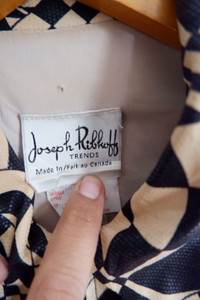 Joseph Ribkoff
TRENDS
Made In/Fait au Canada